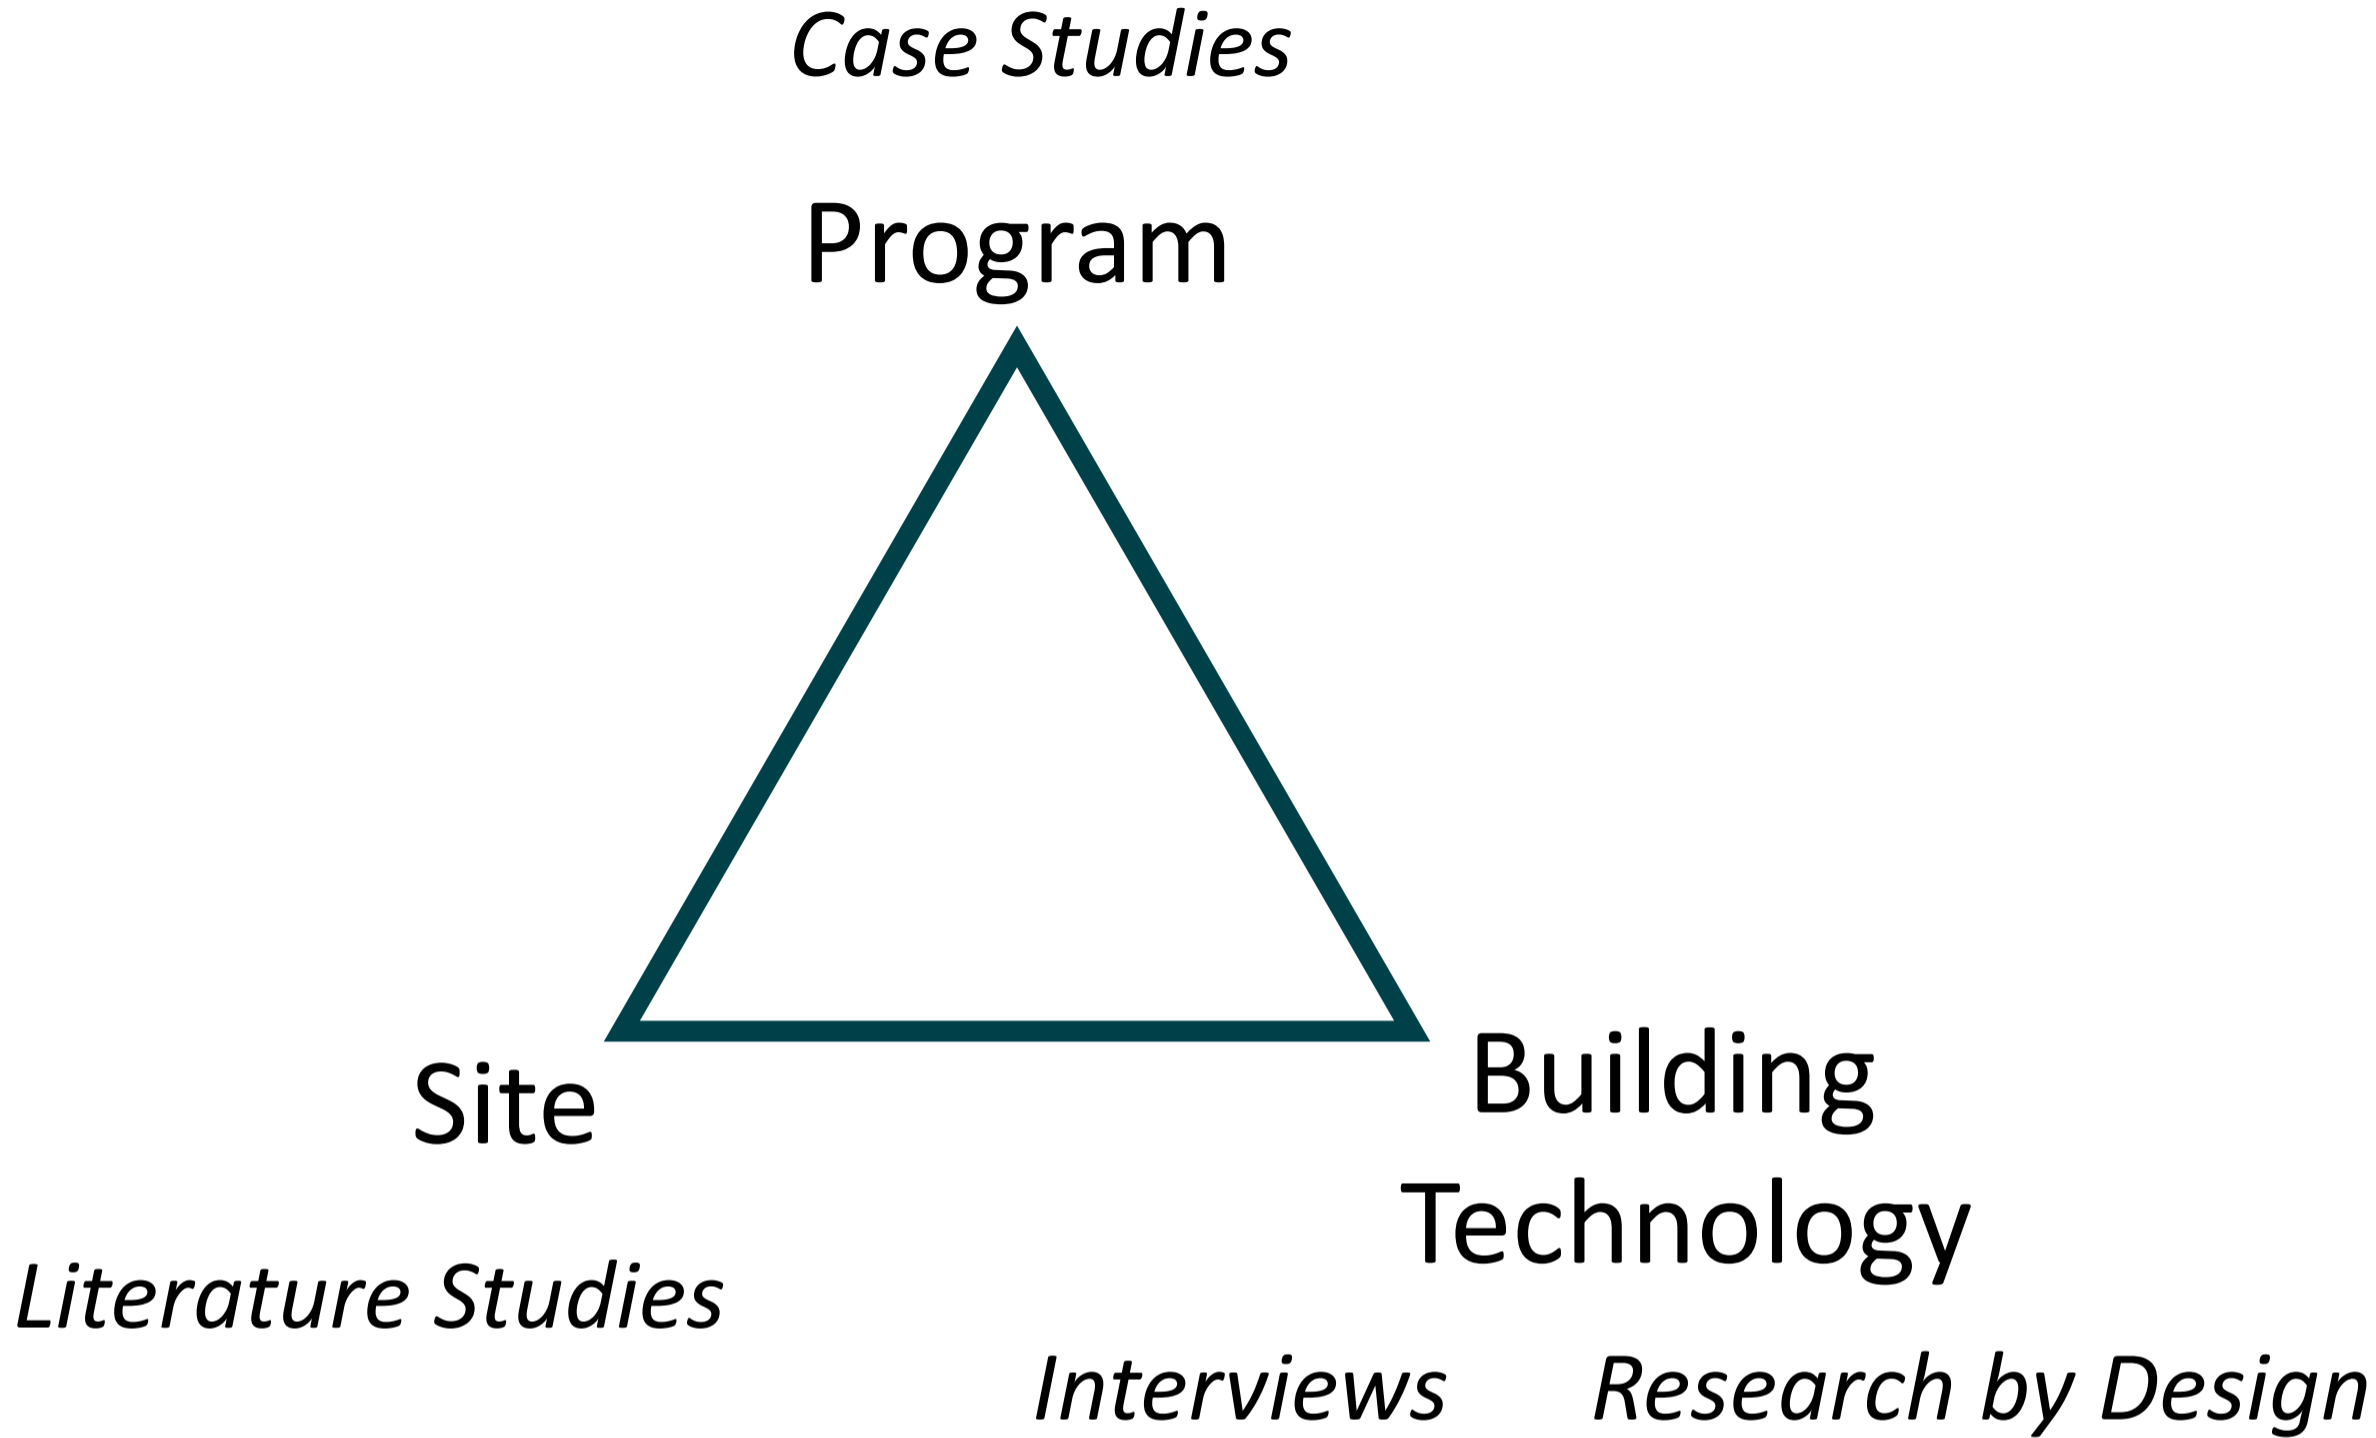 Case Studies
Program
Site
Building
Technology
Literature Studies
Interviews
Research by Design